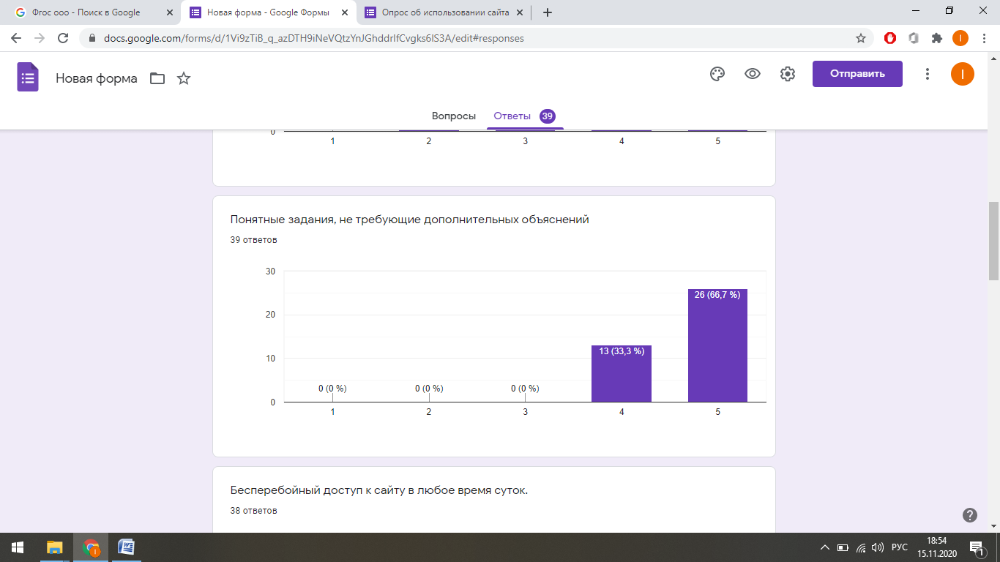 Фгос ооо - Поиск в Google
Новая форма - Google Формы
Опрос об использовании сайта
docs.google.com/forms/d/1Vi9zTiB_q_azDTH9iNeVQtzYnJGhddrIfCvgks6IS3A/edit#responses
I
Новая форма
Отправить
I
Вопросы Ответы 39
0
1 2 3 4 5
Понятные задания, не требующие дополнительных объяснений
39 ответов
30
20
10
0
0 (0 %) 0 (0 %) 0 (0 %) 13 (33,3 %) 26 (66,7 %)
1 2 3 4 5
Бесперебойный доступ к сайту в любое время суток.
38 ответов
РУС
18:54
15.11.2020
1